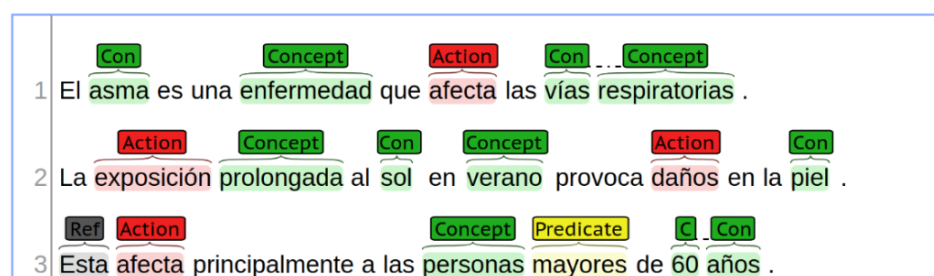 Con Concept Action Con Concept
1 El asma es una enfermedad que afecta las vías respiratorias .
Action Concept Con Concept Action Con
2 La exposición prolongada al sol en verano provoca daños en la piel .
Ref Action Concept Predicate C Con
3 Esta afecta principalmente a las personas mayores de 60 años .